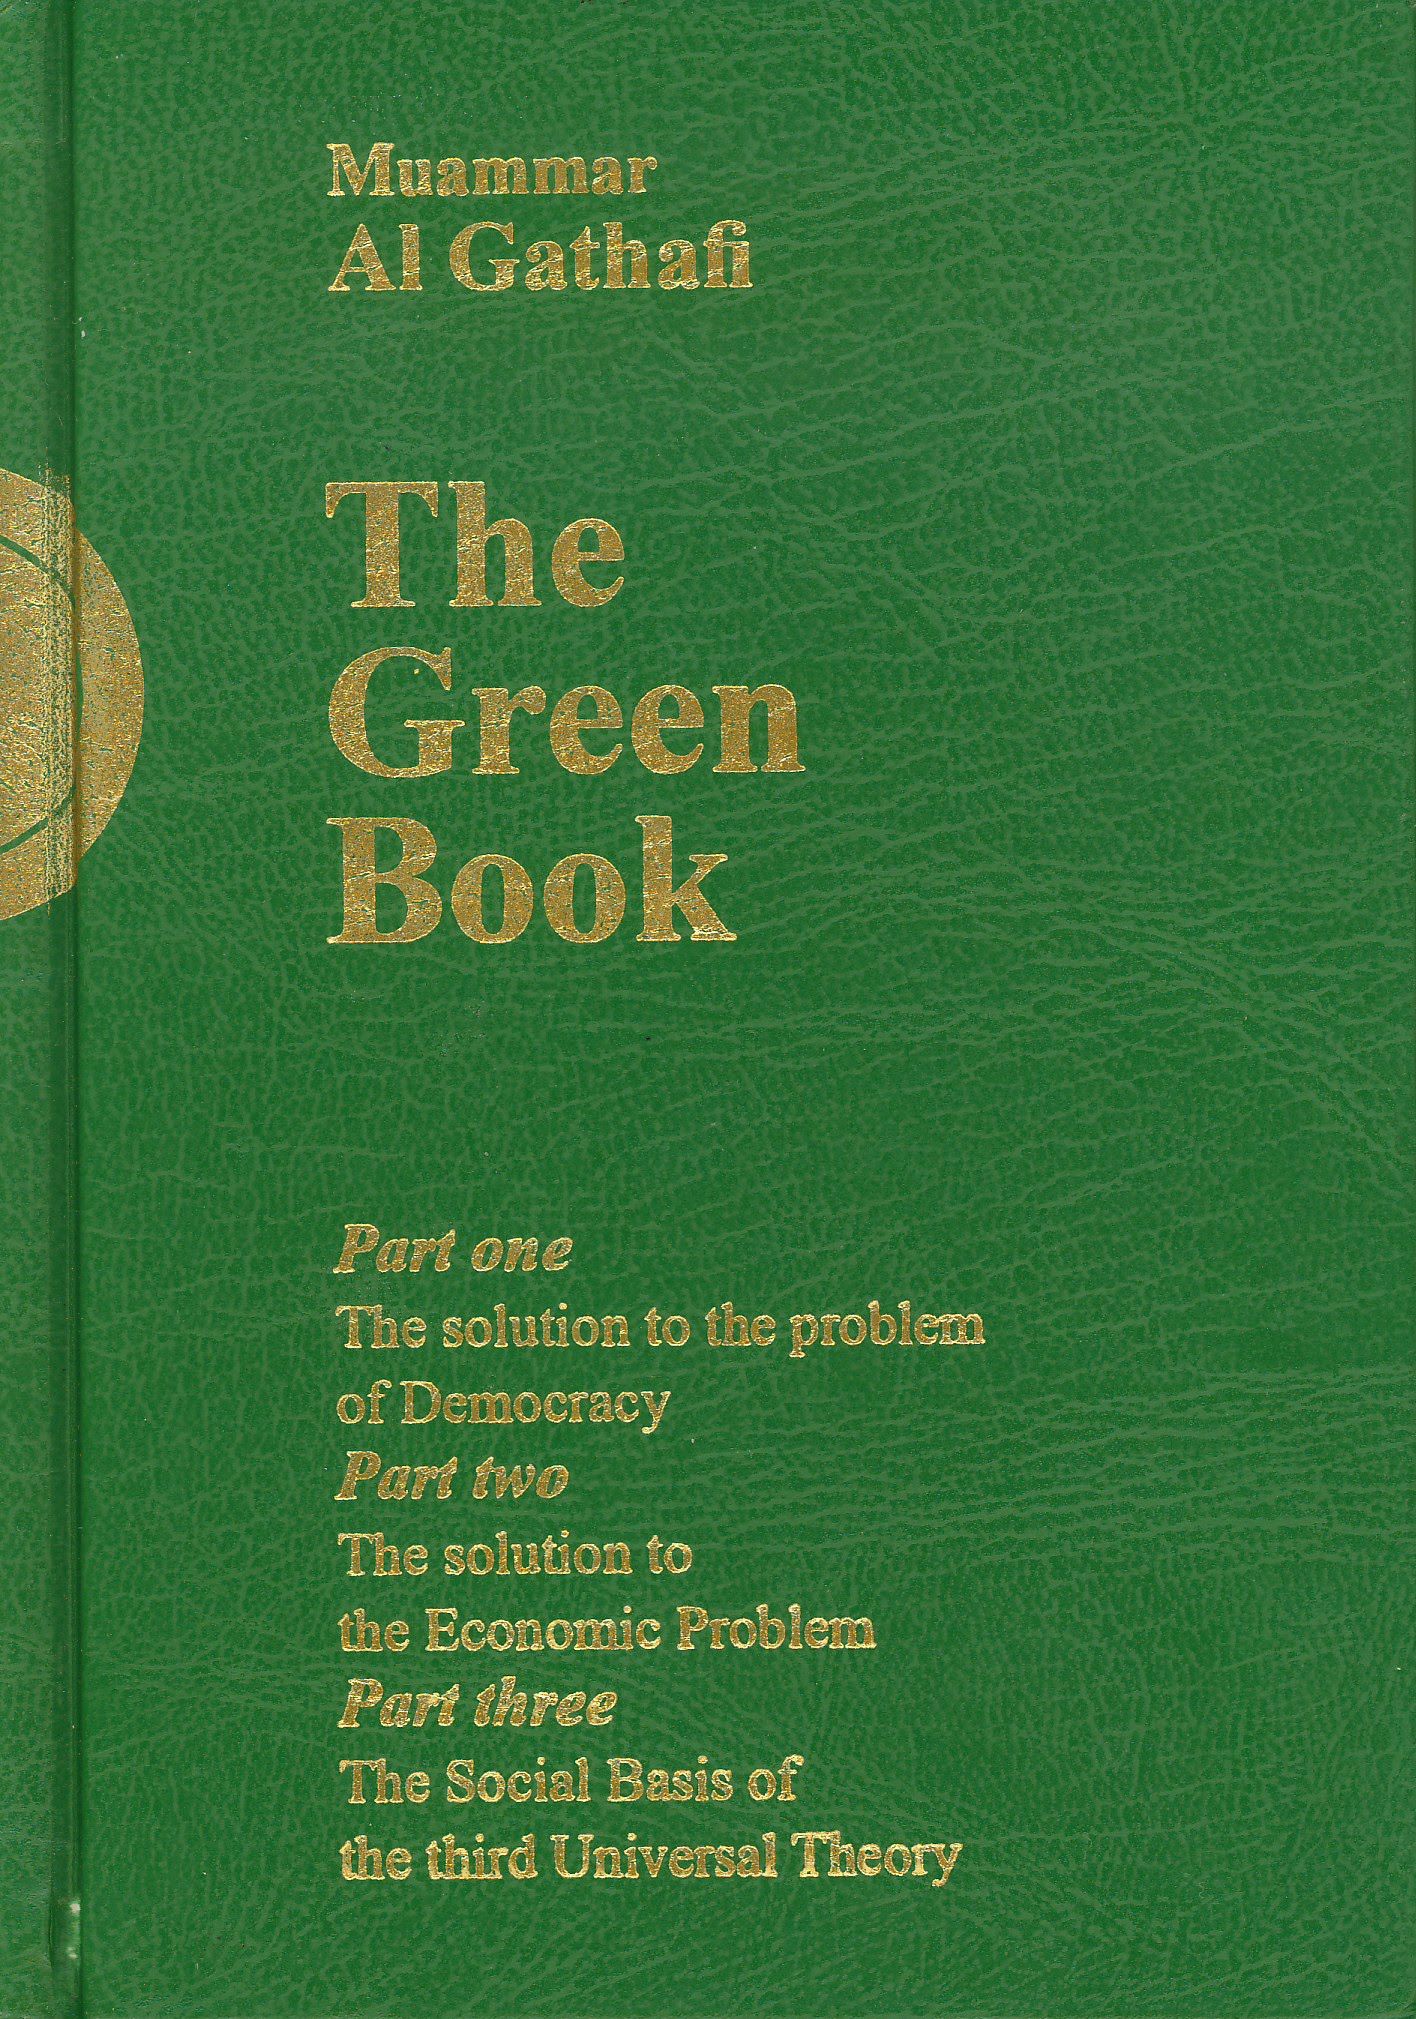 Muammar
Al Gathafi
The
Green
Book
Part one
The solution to the problem
of Democracy
Part two
The solution to
the Economic Problem
Part three
The Social Basis of
the third Universal Theory